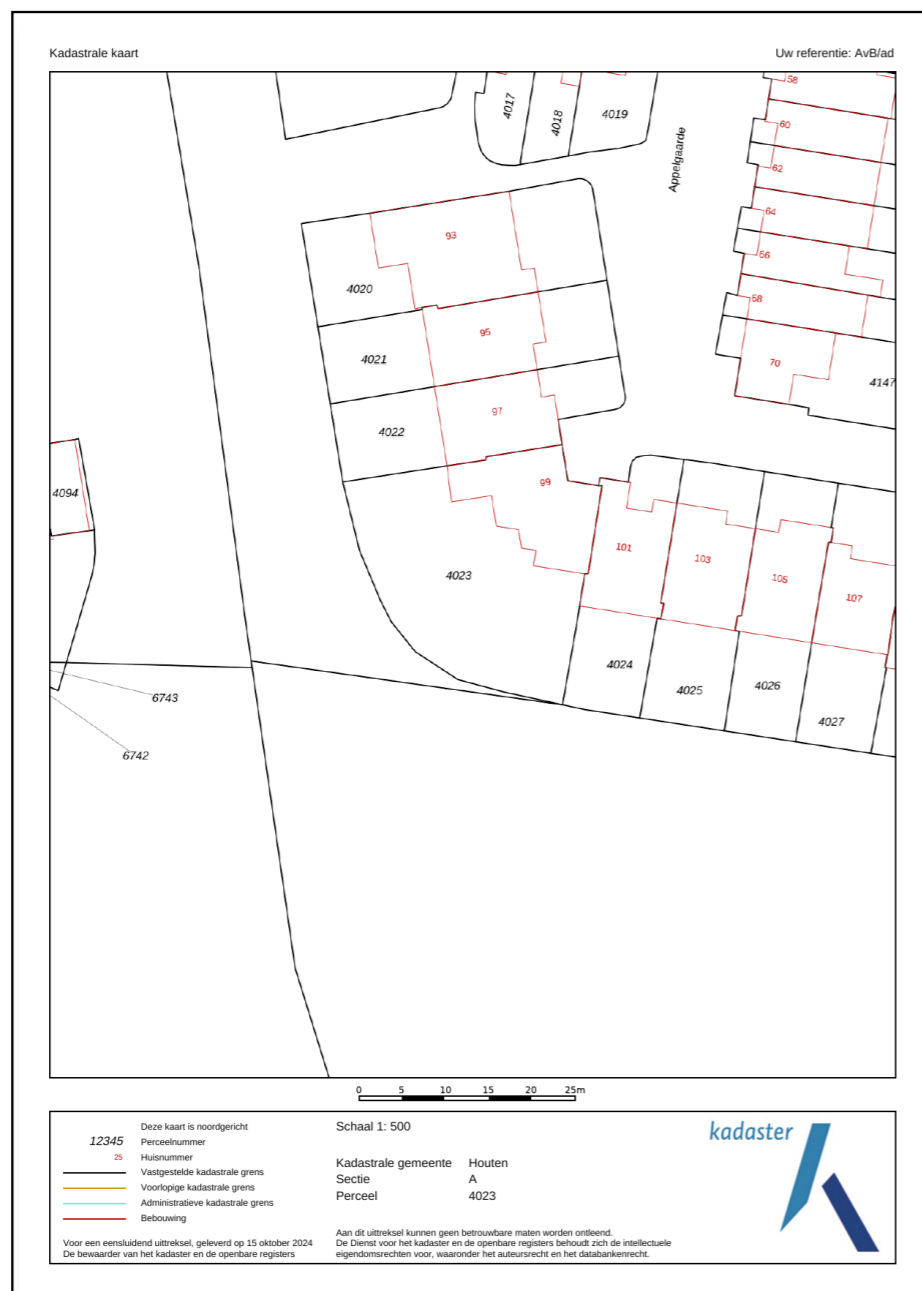 Kadastrale kaart
Uw referentie: AvB/ad
58
4017
4018
4019
60
Appelgaarde
62
64
93
56
4020
58
95
4021
70
4147
97
4022
99
4094
101
103
4023
105
107
4024
4025
4026
4027
6743
6742
0 5 10 15 20 25m
Deze kaart is noordgericht
12345 Perceelnummer
25 Huisnummer
Vastgestelde kadastrale grens
Voorlopige kadastrale grens
Administratieve kadastrale grens
Bebouwing
Voor een eensluidend uittreksel, geleverd op 15 oktober 2024
De bewaarder van het kadaster en de openbare registers
Schaal 1: 500
Kadastrale gemeente Houten
Sectie A
Perceel 4023
Aan dit uittreksel kunnen geen betrouwbare maten worden ontleend.
De Dienst voor het kadaster en de openbare registers behoudt zich de intellectuele
eigendomsrechten voor, waaronder het auteursrecht en het databankenrecht.
kadaster